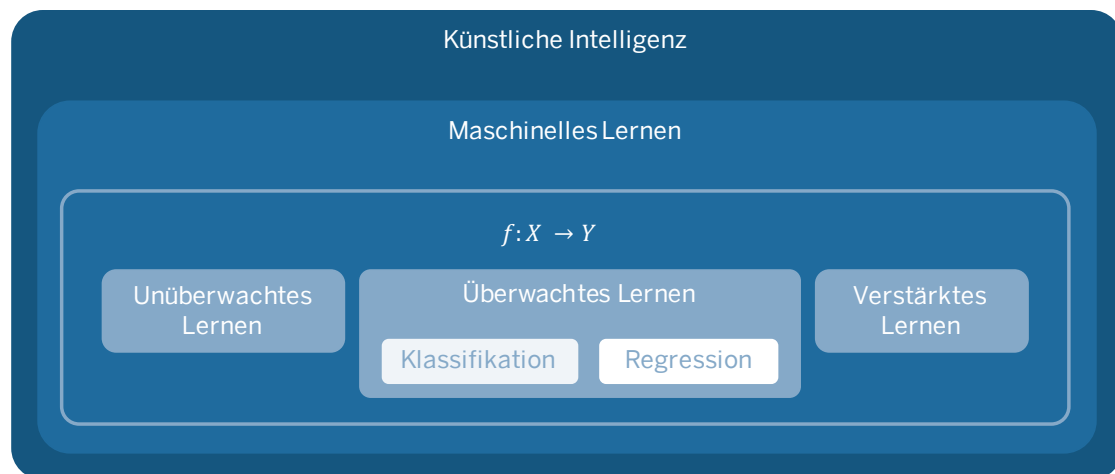 Künstliche Intelligenz
Maschinelles Lernen
f: X → Y
Unüberwachtes
Lernen
Überwachtes Lernen
Klassifikation
Regression
Verstärktes
Lernen